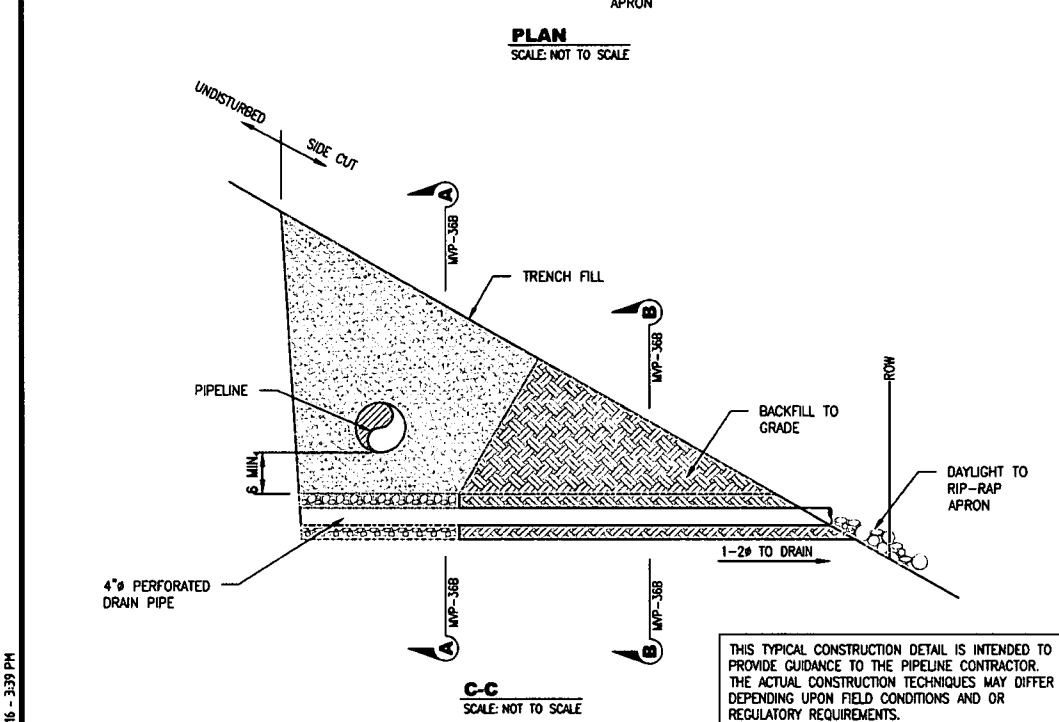 APRON
PLAN
SCALE: NOT TO SCALE
UNDISTURBED
SIDE CUT
A
MVP-36B
TRENCH FILL
B
MVP-36B
ROW
PIPELINE
BACKFILL TO
GRADE
6 MIN.
DAYLIGHT TO
RIP-RAP
APRON
1-2ø TO DRAIN
4"ø PERFORATED
DRAIN PIPE
MVP-36B
A
MVP-36B
B
C-C
SCALE: NOT TO SCALE
THIS TYPICAL CONSTRUCTION DETAIL IS INTENDED TO
PROVIDE GUIDANCE TO THE PIPELINE CONTRACTOR.
THE ACTUAL CONSTRUCTION TECHNIQUES MAY DIFFER
DEPENDING UPON FIELD CONDITIONS AND OR
REGULATORY REQUIREMENTS.
16 - 3:39 PM